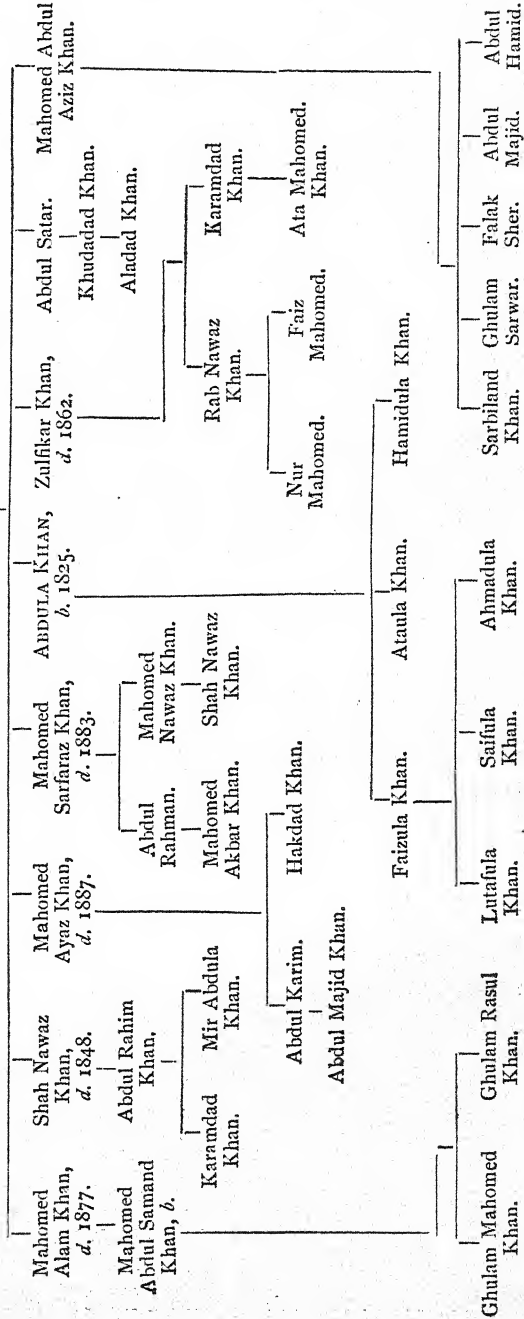 Mahomed
Alam Khan,
d. 1877.
Shah Nawaz
Khan,
d. 1848.
Mahomed
Ayaz Khan,
d. 1887.
Mahomed
Sarfaraz Khan,
d. 1883.
ABDULA KHAN,
b. 1825.
Zulfikar Khan,
d. 1862.
Abdul Satar.
Mahomed Abdul
Aziz Khan.
Mahomed
Abdul Samand
Khan, b.
Abdul Rahim
Khan.
Abdul
Rahman.
Mahomed
Nawaz Khan.
Khudadad Khan.
Karamdad
Khan.
Mir Abdula
Khan.
Mahomed
Akbar Khan.
Shah Nawaz
Khan.
Aladad Khan.
Rab Nawaz
Khan.
Karamdad
Khan.
Abdul Karim.
Hakdad Khan.
Abdul Majid Khan.
Nur
Mahomed.
Faiz
Mahomed.
Ata Mahomed.
Khan.
Faizula Khan.
Ataula Khan.
Hamidula Khan.
Ghulam Mahomed
Khan.
Ghulam Rasul
Khan.
Lutafula
Khan.
Saifula
Khan.
Ahmadula
Khan.
Sarbiland
Khan.
Ghulam
Sarwar.
Falak
Sher.
Abdul
Majid.
Abdul
Hamid.